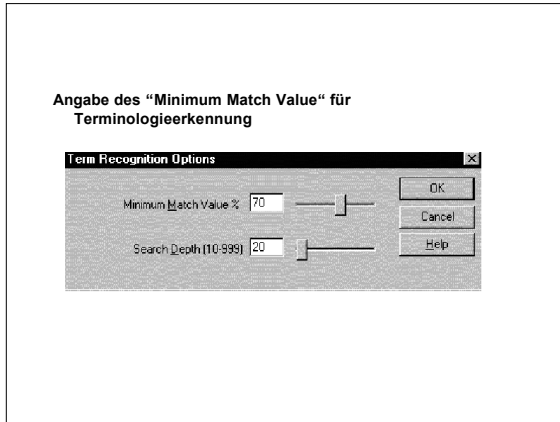 Angabe des “Minimum Match Value“ für
Terminologieerkennung
Term Recognition Options
Minimum Match Value % 70
OK
Cancel
Search Depth (10-999) 20
Help